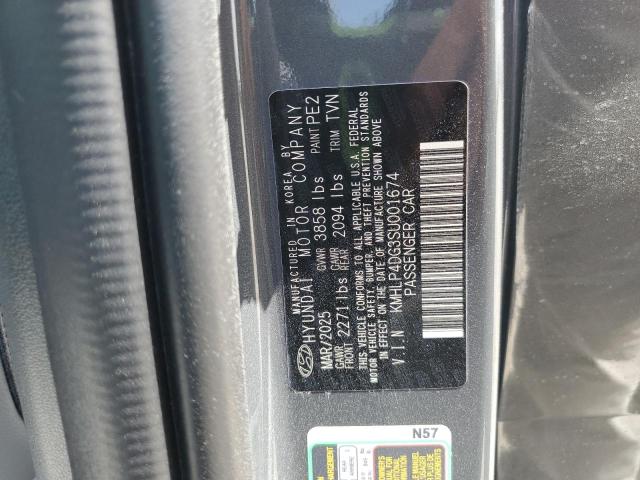 MANUFACTURED IN KOREA BY
HYUNDAI MOTOR COMPANY
MAR/2025 GVWR 3858 lbs PAINT PE2
GAWR FRONT 2271 lbs GAWR REAR 2094 lbs TRIM TVN
THIS VEHICLE CONFORMS TO ALL APPLICABLE U.S.A. FEDERAL
MOTOR VEHICLE SAFETY, BUMPER, AND THEFT PREVENTION STANDARDS
IN EFFECT ON THE DATE OF MANUFACTURE SHOWN ABOVE
V I N KMHLP4DG3SU001674
PASSENGER CAR
N57
REAR